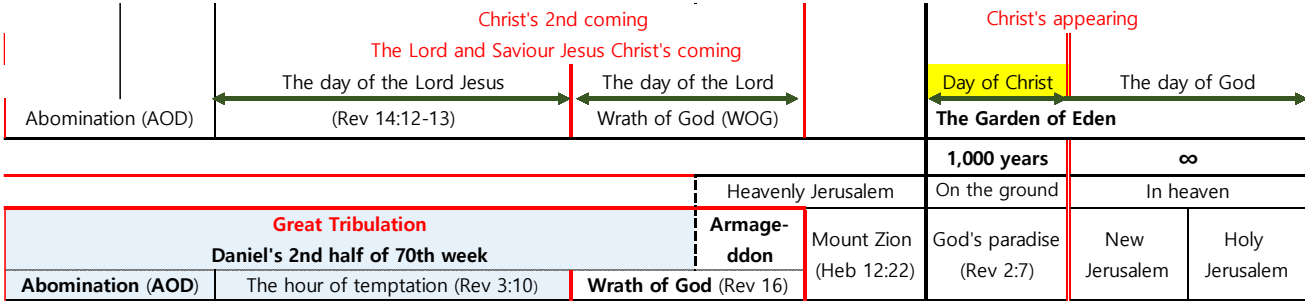 Christ's 2nd coming
Christ's appearing
The Lord and Saviour Jesus Christ's coming
The day of the Lord Jesus
The day of the Lord
Day of Christ
The day of God
Abomination (AOD)
(Rev 14:12-13)
Wrath of God (WOG)
The Garden of Eden
1,000 years
∞
Heavenly Jerusalem
On the ground
In heaven
Great Tribulation
Daniel's 2nd half of 70th week
Armage-
ddon
Mount Zion
(Heb 12:22)
God's paradise
(Rev 2:7)
New
Jerusalem
Holy
Jerusalem
Abomination (AOD)
The hour of temptation (Rev 3:10)
Wrath of God (Rev 16)